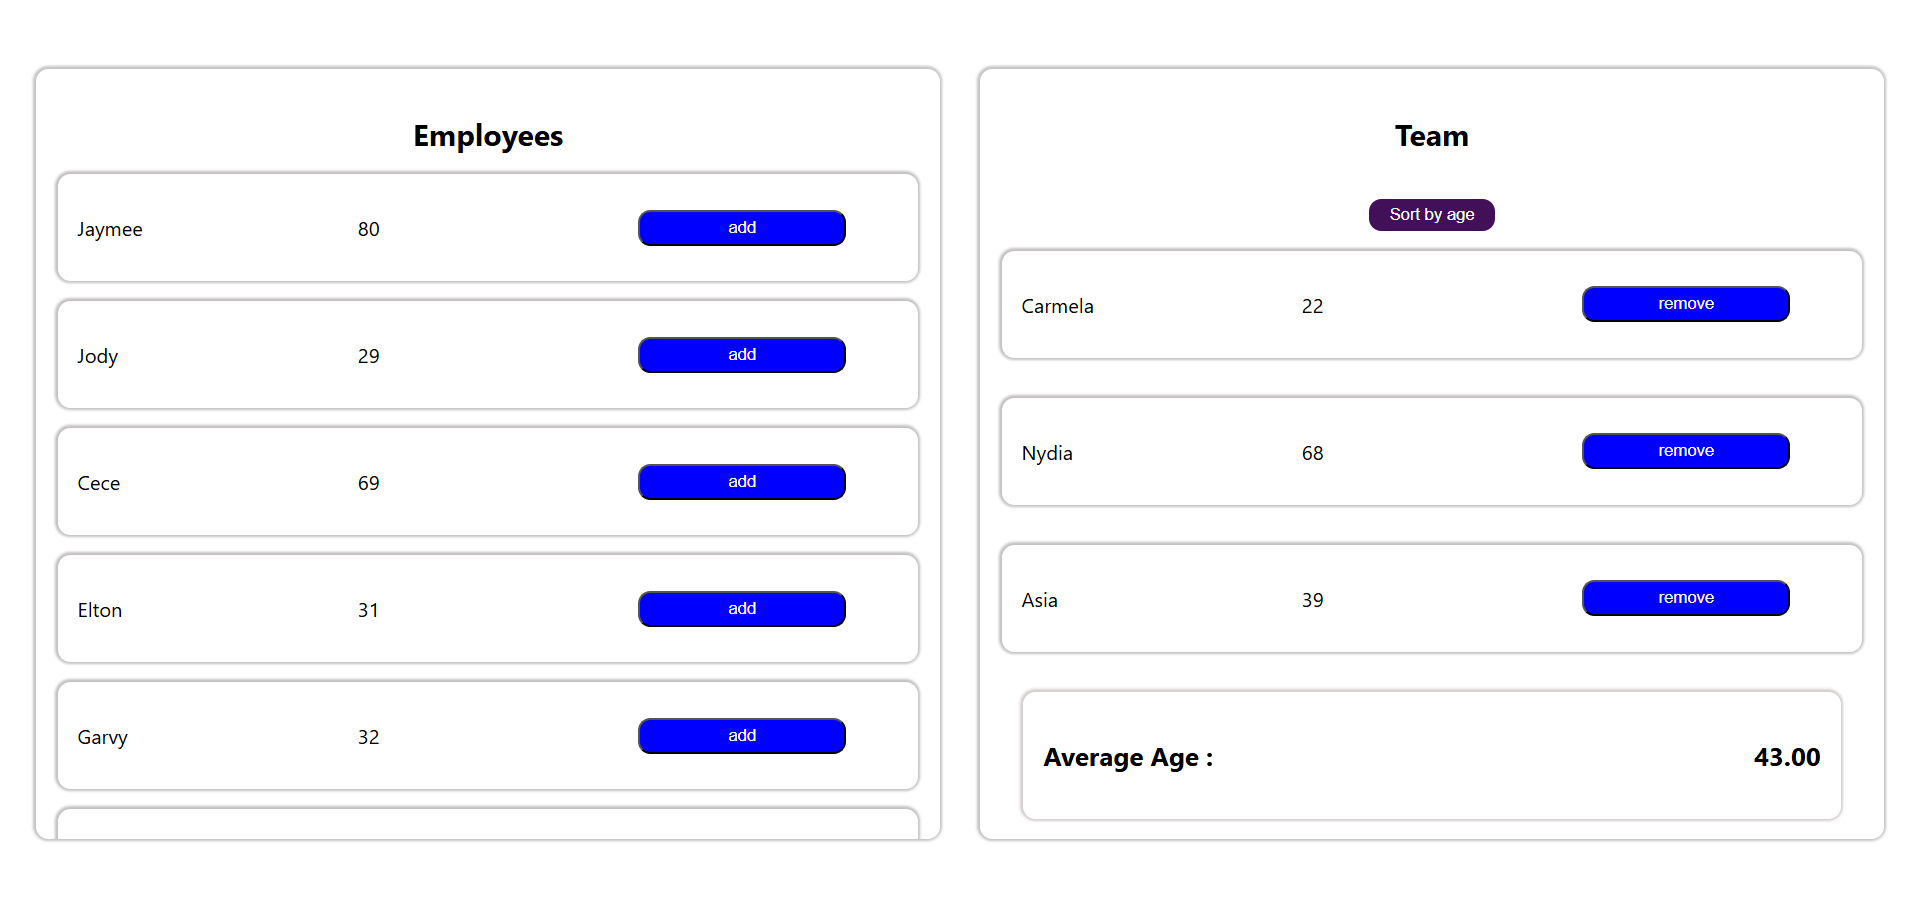 Employees
Jaymee 80 add
Jody 29 add
Cece 69 add
Elton 31 add
Garvy 32 add
Team
Sort by age
Carmela 22 remove
Nydia 68 remove
Asia 39 remove
Average Age : 43.00